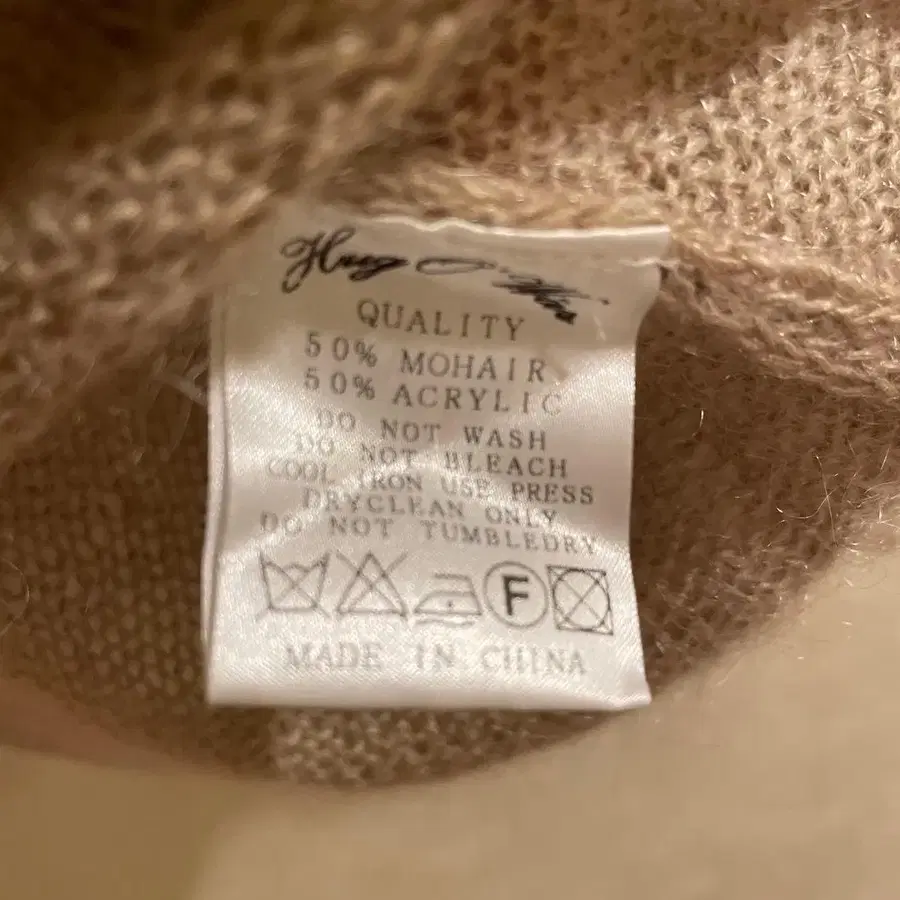 QUALITY
50% MOHAIR
50% ACRYLIC
DO NOT WASH
DO NOT BLEACH
COOL IRON USE PRESS
DRYCLEAN ONLY
DO NOT TUMBLEDRY
F
MADE IN CHINA